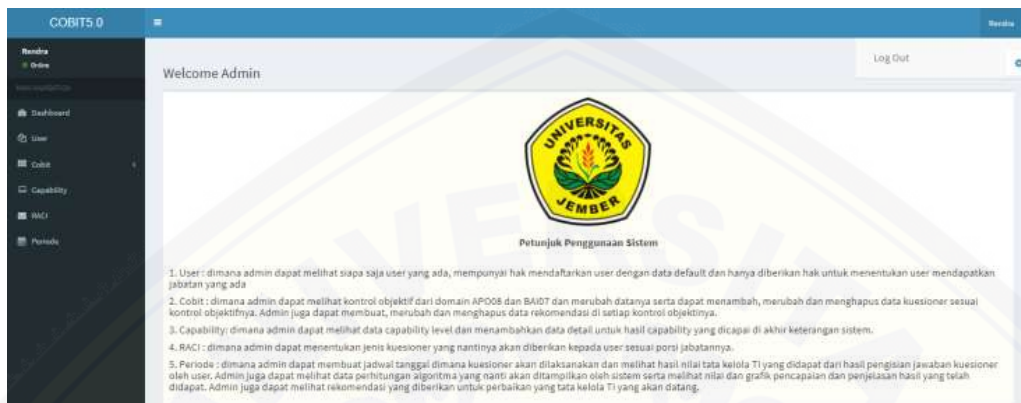 COBIT5.0
Rendra
Rendra
Online
Log Out
Welcome Admin
Dashboard
User
Cobit
Capability
RACI
Periode
UNIVERSITAS
JEMBER
Petunjuk Penggunaan Sistem
1. User : dimana admin dapat melihat siapa saja user yang ada, mempunyai hak mendaftarkan user dengan data default dan hanya diberikan hak untuk menentukan user mendapatkan
jabatan yang ada
2. Cobit : dimana admin dapat melihat kontrol objektif dari domain APO08 dan BAI07 dan merubah datanya serta dapat menambah, merubah dan menghapus data kuesioner sesuai
kontrol objektifnya. Admin juga dapat membuat, merubah dan menghapus data rekomendasi di setiap kontrol objektinya.
3. Capability: dimana admin dapat melihat data capability level dan menambahkan data detail untuk hasil capability yang dicapai di akhir keterangan sistem.
4. RACI : dimana admin dapat menentukan jenis kuesioner yang nantinya akan diberikan kepada user sesuai porsi jabatannya.
5. Periode : dimana admin dapat membuat jadwal tanggal dimana kuesioner akan dilaksanakan dan melihat hasil nilai tata kelola TI yang didapat dari hasil pengisian jawaban kuesioner
oleh user. Admin juga dapat melihat data perhitungan algoritma yang nanti akan ditampilkan oleh sistem serta melihat nilai dan grafik pencapaian dan penjelasan hasil yang telah
didapat. Admin juga dapat melihat rekomendasi yang diberikan untuk perbaikan yang tata kelola TI yang akan datang.